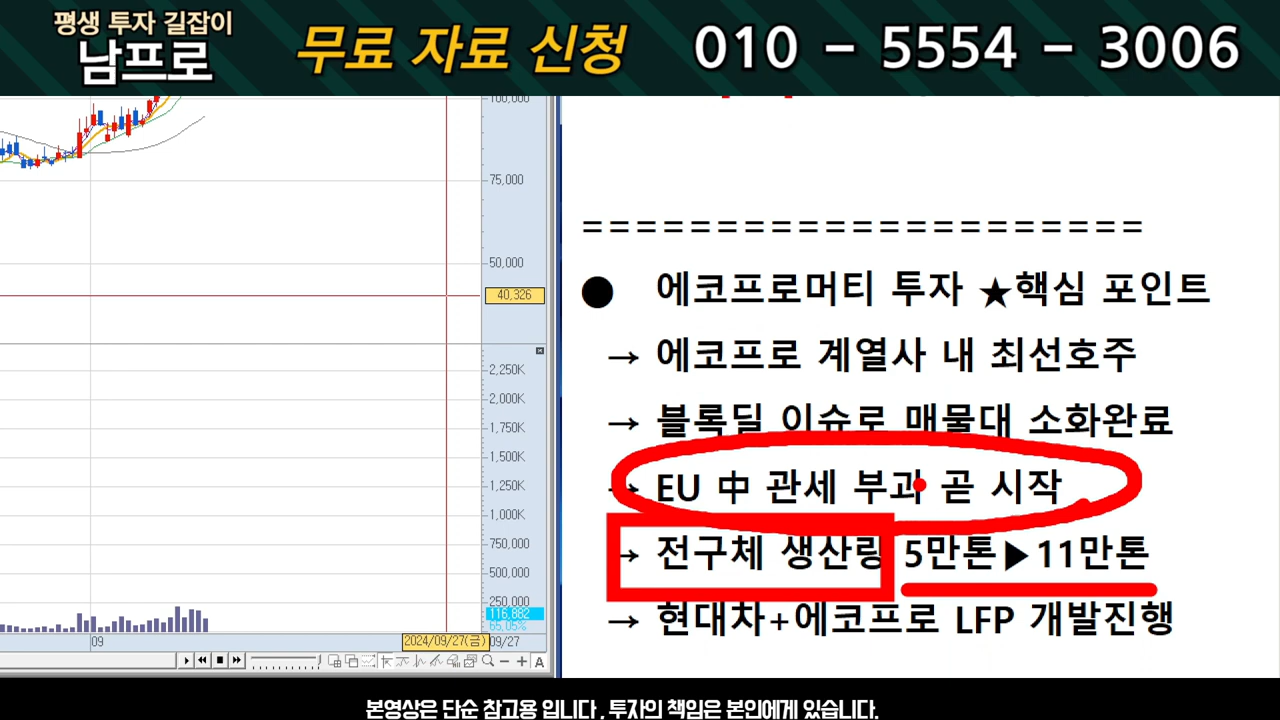 평생 투자 길잡이
남프로
무료 자료 신청
010 - 5554 - 3006
100,000
75,000
50,000
40,326
2,250K
2,000K
1,750K
1,500K
1,250K
1,000K
750,000
500,000
250,000
116,882
65.05%
09
2024/09/27(금)
09/27
A
=====================
● 에코프로머티 투자 ★핵심 포인트
→ 에코프로 계열사 내 최선호주
→ 블록딜 이슈로 매물대 소화완료
→ EU 中 관세 부과 곧 시작
→ 전구체 생산량 5만톤▶11만톤
→ 현대차+에코프로 LFP 개발진행
본영상은 단순 참고용 입니다 , 투자의 책임은 본인에게 있습니다.